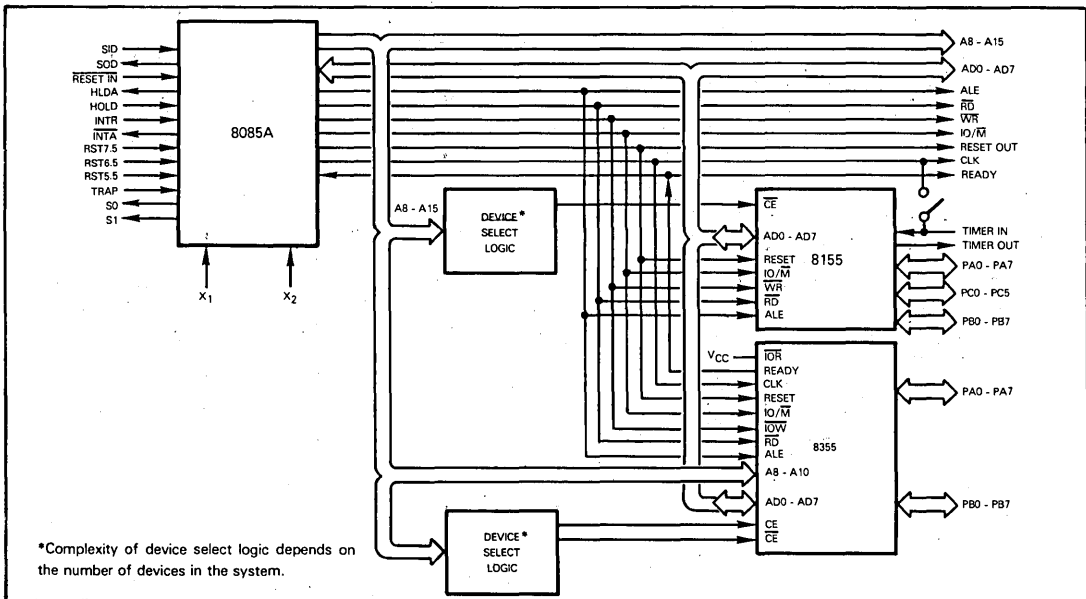 SID
SOD
RESET IN
HLDA
HOLD
INTR
INTA
RST7.5
RST6.5
RST5.5
TRAP
S0
S1
8085A
X1
X2
A8 - A15
AD0 - AD7
ALE
RD
WR
IO/M
RESET OUT
CLK
READY
A8 - A15
DEVICE*
SELECT
LOGIC
CE
AD0 - AD7
8155
RESET
IO/M
WR
RD
ALE
TIMER IN
TIMER OUT
PA0 - PA7
PC0 - PC5
PB0 - PB7
VCC
IOR
READY
CLK
RESET
IO/M
IOW
RD
ALE
8355
A8 - A10
AD0 - AD7
CE
CE
PA0 - PA7
PB0 - PB7
DEVICE*
SELECT
LOGIC
*Complexity of device select logic depends on
the number of devices in the system.